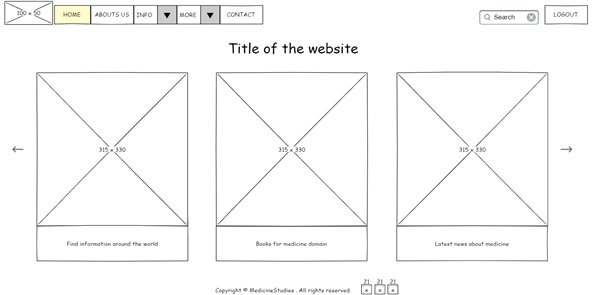 100 x 50
HOME
ABOUTS US
INFO
MORE
CONTACT
Search
LOGOUT
Title of the website
315 x 330
315 x 330
315 x 330
Find information around the world
Books for medicine domain
Latest news about medicine
21 21 21
x x x
Copyright © MedicineStudies . All rights reserved.